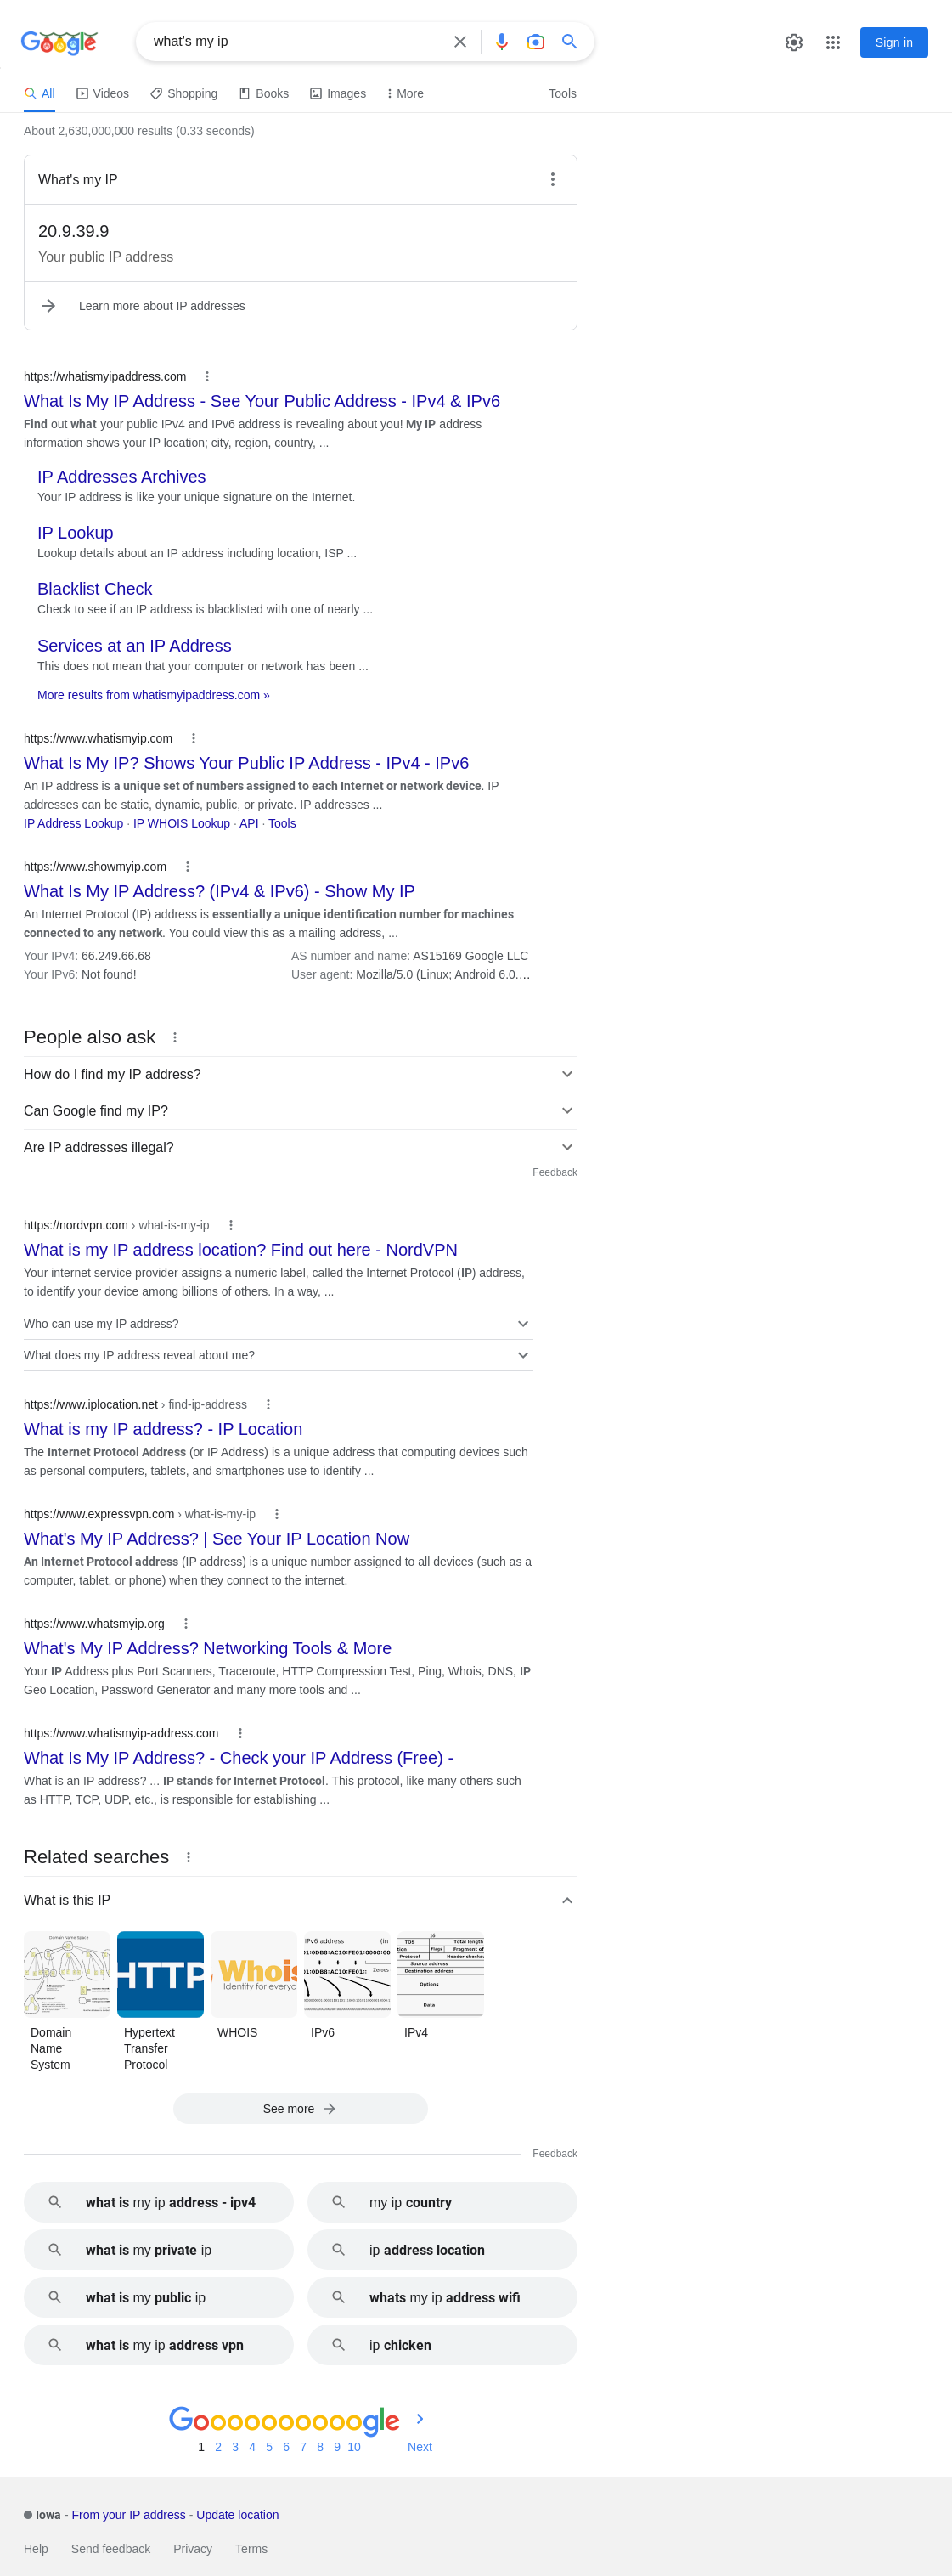 Google
what's my ip
Sign in
All
Videos
Shopping
Books
Images
More
Tools
About 2,630,000,000 results (0.33 seconds)
What's my IP
20.9.39.9
Your public IP address
Learn more about IP addresses
https://whatismyipaddress.com
What Is My IP Address - See Your Public Address - IPv4 & IPv6
Find out what your public IPv4 and IPv6 address is revealing about you! My IP address
information shows your IP location; city, region, country, ...
IP Addresses Archives
Your IP address is like your unique signature on the Internet.
IP Lookup
Lookup details about an IP address including location, ISP ...
Blacklist Check
Check to see if an IP address is blacklisted with one of nearly ...
Services at an IP Address
This does not mean that your computer or network has been ...
More results from whatismyipaddress.com »
https://www.whatismyip.com
What Is My IP? Shows Your Public IP Address - IPv4 - IPv6
An IP address is a unique set of numbers assigned to each Internet or network device. IP
addresses can be static, dynamic, public, or private. IP addresses ...
IP Address Lookup · IP WHOIS Lookup · API · Tools
https://www.showmyip.com
What Is My IP Address? (IPv4 & IPv6) - Show My IP
An Internet Protocol (IP) address is essentially a unique identification number for machines
connected to any network. You could view this as a mailing address, ...
Your IPv4: 66.249.66.68
AS number and name: AS15169 Google LLC
Your IPv6: Not found!
User agent: Mozilla/5.0 (Linux; Android 6.0....
People also ask
How do I find my IP address?
Can Google find my IP?
Are IP addresses illegal?
Feedback
https://nordvpn.com › what-is-my-ip
What is my IP address location? Find out here - NordVPN
Your internet service provider assigns a numeric label, called the Internet Protocol (IP) address,
to identify your device among billions of others. In a way, ...
Who can use my IP address?
What does my IP address reveal about me?
https://www.iplocation.net › find-ip-address
What is my IP address? - IP Location
The Internet Protocol Address (or IP Address) is a unique address that computing devices such
as personal computers, tablets, and smartphones use to identify ...
https://www.expressvpn.com › what-is-my-ip
What's My IP Address? | See Your IP Location Now
An Internet Protocol address (IP address) is a unique number assigned to all devices (such as a
computer, tablet, or phone) when they connect to the internet.
https://www.whatsmyip.org
What's My IP Address? Networking Tools & More
Your IP Address plus Port Scanners, Traceroute, HTTP Compression Test, Ping, Whois, DNS, IP
Geo Location, Password Generator and many more tools and ...
https://www.whatismyip-address.com
What Is My IP Address? - Check your IP Address (Free) -
What is an IP address? ... IP stands for Internet Protocol. This protocol, like many others such
as HTTP, TCP, UDP, etc., is responsible for establishing ...
Related searches
What is this IP
Domain Name Space
HTTP
Whois
Identity for everyo
IPv6 address
(in
Zeroes
16
TOS
Total length
Flags
Fragment of
Protocol
Header checksu
Source address
Destination address
Options
Data
Domain
Name
System
Hypertext
Transfer
Protocol
WHOIS
IPv6
IPv4
See more
Feedback
what is my ip address - ipv4
my ip country
what is my private ip
ip address location
what is my public ip
whats my ip address wifi
what is my ip address vpn
ip chicken
Goooooooooogle
1 2 3 4 5 6 7 8 9 10
Next
Iowa - From your IP address - Update location
Help
Send feedback
Privacy
Terms